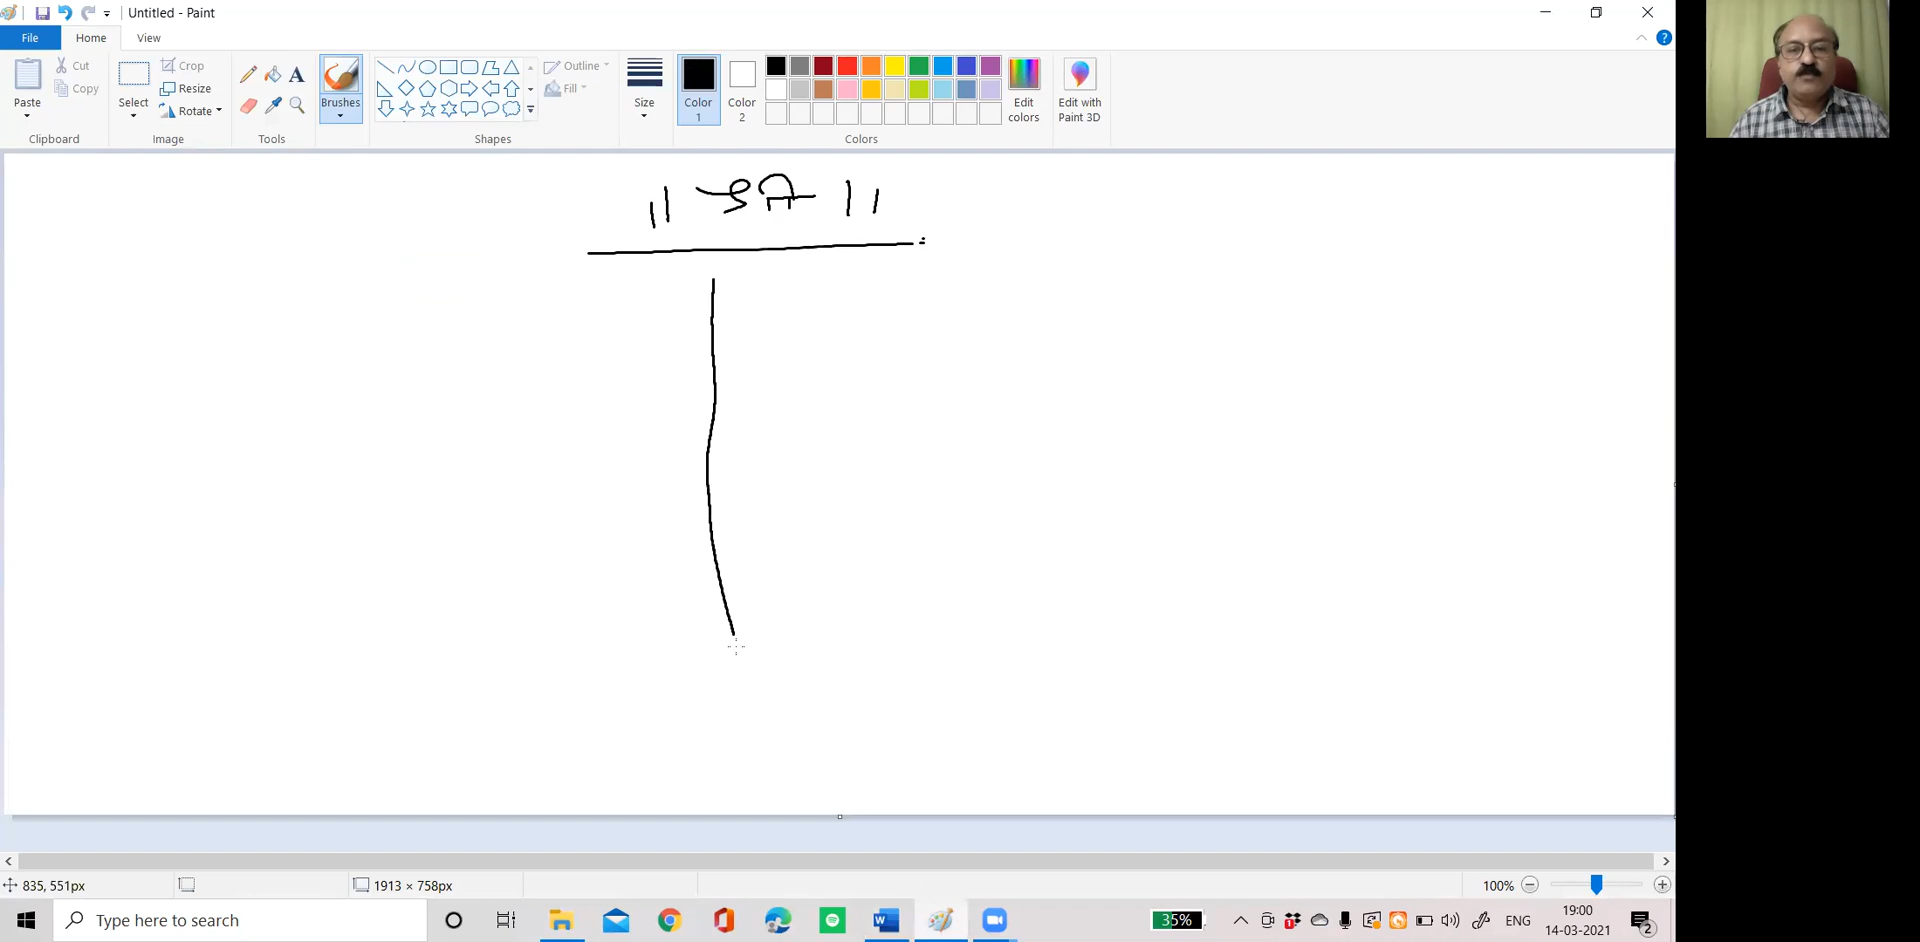 Untitled - Paint
File Home View
Paste Cut Copy Clipboard
Select Crop Resize Rotate Image
Tools
Brushes
Outline Fill Shapes
Size
Color 1 Color 2 Edit colors Colors
Edit with Paint 3D
835, 551px 1913 × 758px 100%
Type here to search 35% ENG 19:00
14-03-2021 2